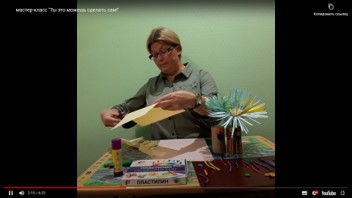 мастер-класс "Ты это можешь сделать сам!"
Копировать ссылку
ПЛАСТИЛИН